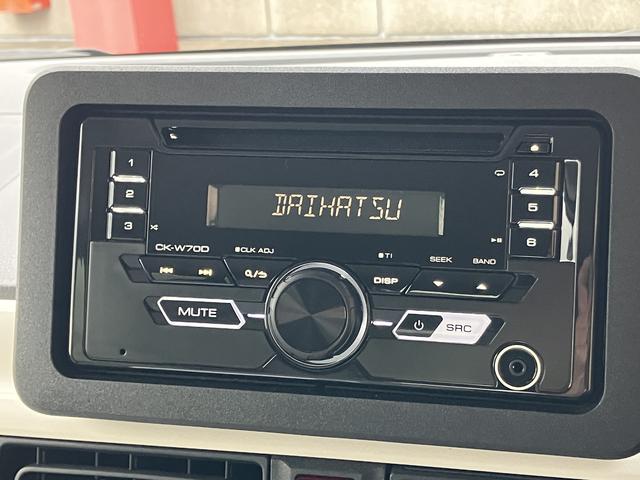 1
2
3
4
5
6
DAIHATSU
CK-W70D
CLK ADJ
TI
SEEK
BAND
DISP
MUTE
SRC